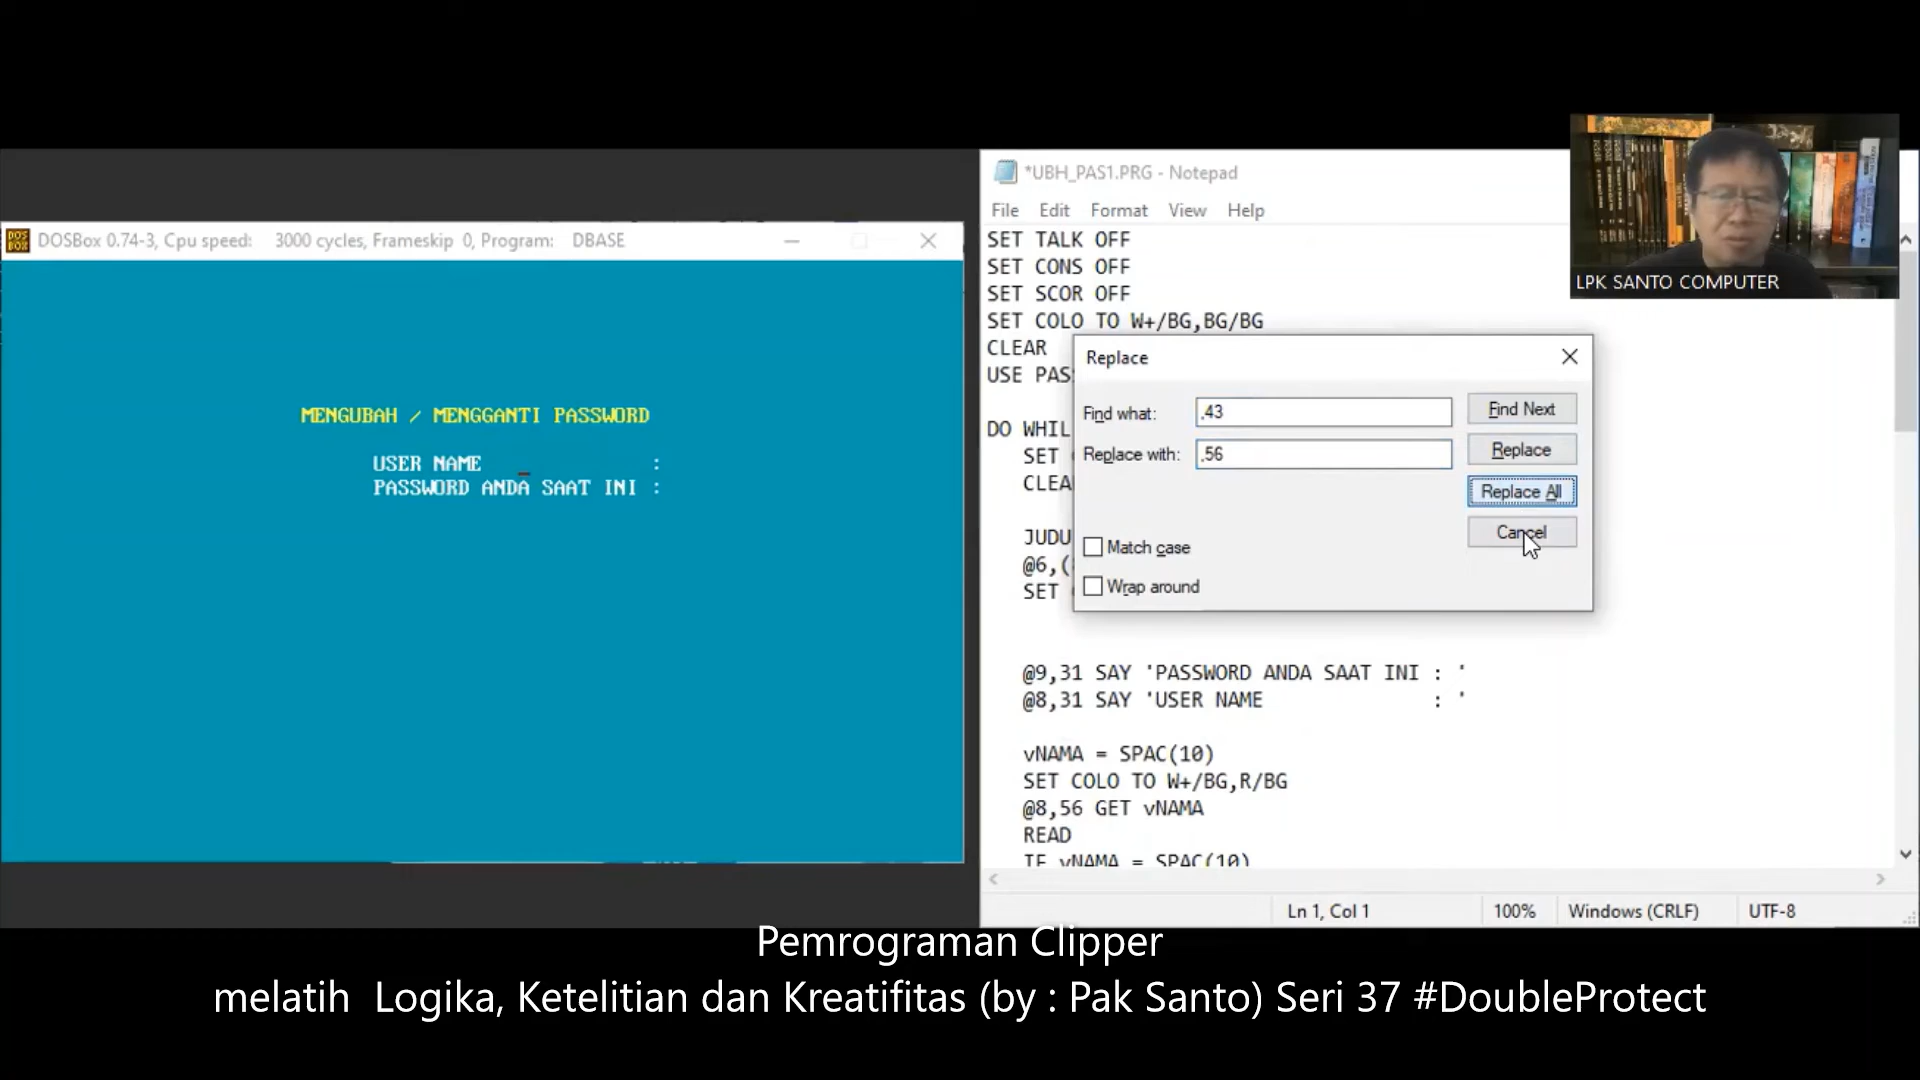 DOSBox 0.74-3, Cpu speed: 3000 cycles, Frameskip 0, Program: DBASE
MENGUBAH / MENGGANTI PASSWORD
USER NAME :
PASSWORD ANDA SAAT INI :
*UBH_PAS1.PRG - Notepad
File Edit Format View Help
SET TALK OFF
SET CONS OFF
SET SCOR OFF
SET COLO TO W+/BG,BG/BG
CLEAR
USE PAS
DO WHIL
SET
CLEA
JUDU
@6,(
SET
@9,31 SAY 'PASSWORD ANDA SAAT INI : '
@8,31 SAY 'USER NAME : '
vNAMA = SPAC(10)
SET COLO TO W+/BG,R/BG
@8,56 GET vNAMA
READ
IF vNAMA = SPAC(10)
Ln 1, Col 1 100% Windows (CRLF) UTF-8
Replace
Find what: ,43 Find Next
Replace with: ,56 Replace
Replace All
Cancel
Match case
Wrap around
LPK SANTO COMPUTER
Pemrograman Clipper
melatih Logika, Ketelitian dan Kreatifitas (by : Pak Santo) Seri 37 #DoubleProtect